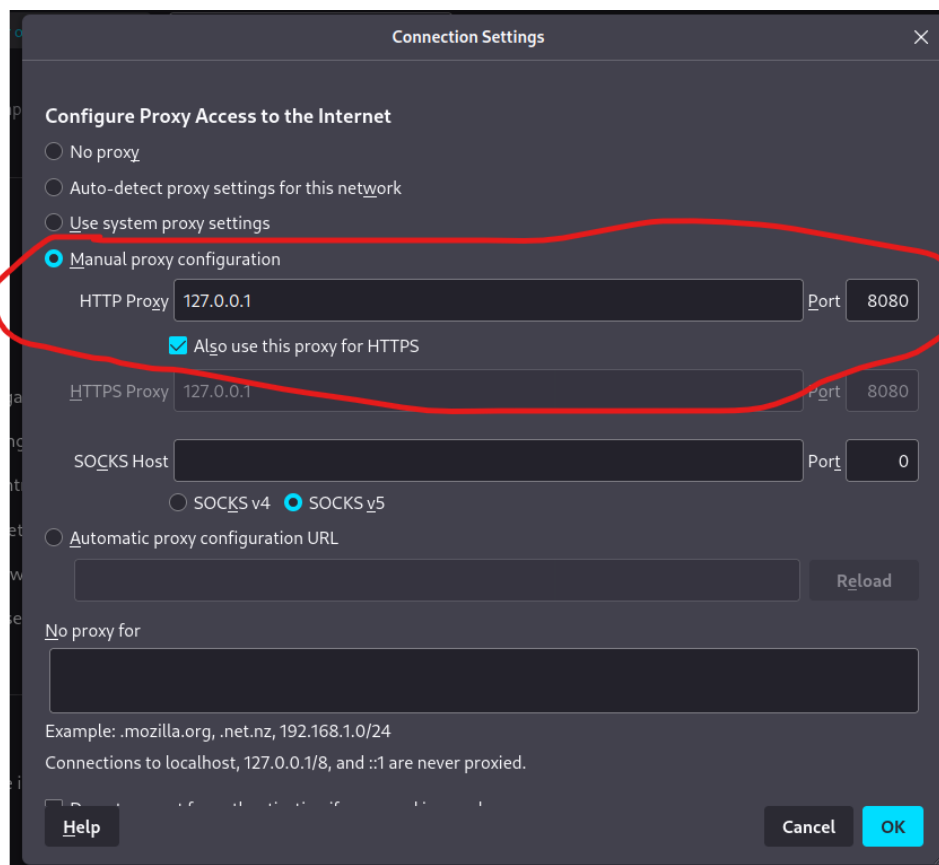 Connection Settings
Configure Proxy Access to the Internet
No proxy
Auto-detect proxy settings for this network
Use system proxy settings
Manual proxy configuration
HTTP Proxy 127.0.0.1 Port 8080
Also use this proxy for HTTPS
HTTPS Proxy 127.0.0.1 Port 8080
SOCKS Host Port 0
SOCKS v4 SOCKS v5
Automatic proxy configuration URL
Reload
No proxy for
Example: .mozilla.org, .net.nz, 192.168.1.0/24
Connections to localhost, 127.0.0.1/8, and ::1 are never proxied.
Help Cancel OK